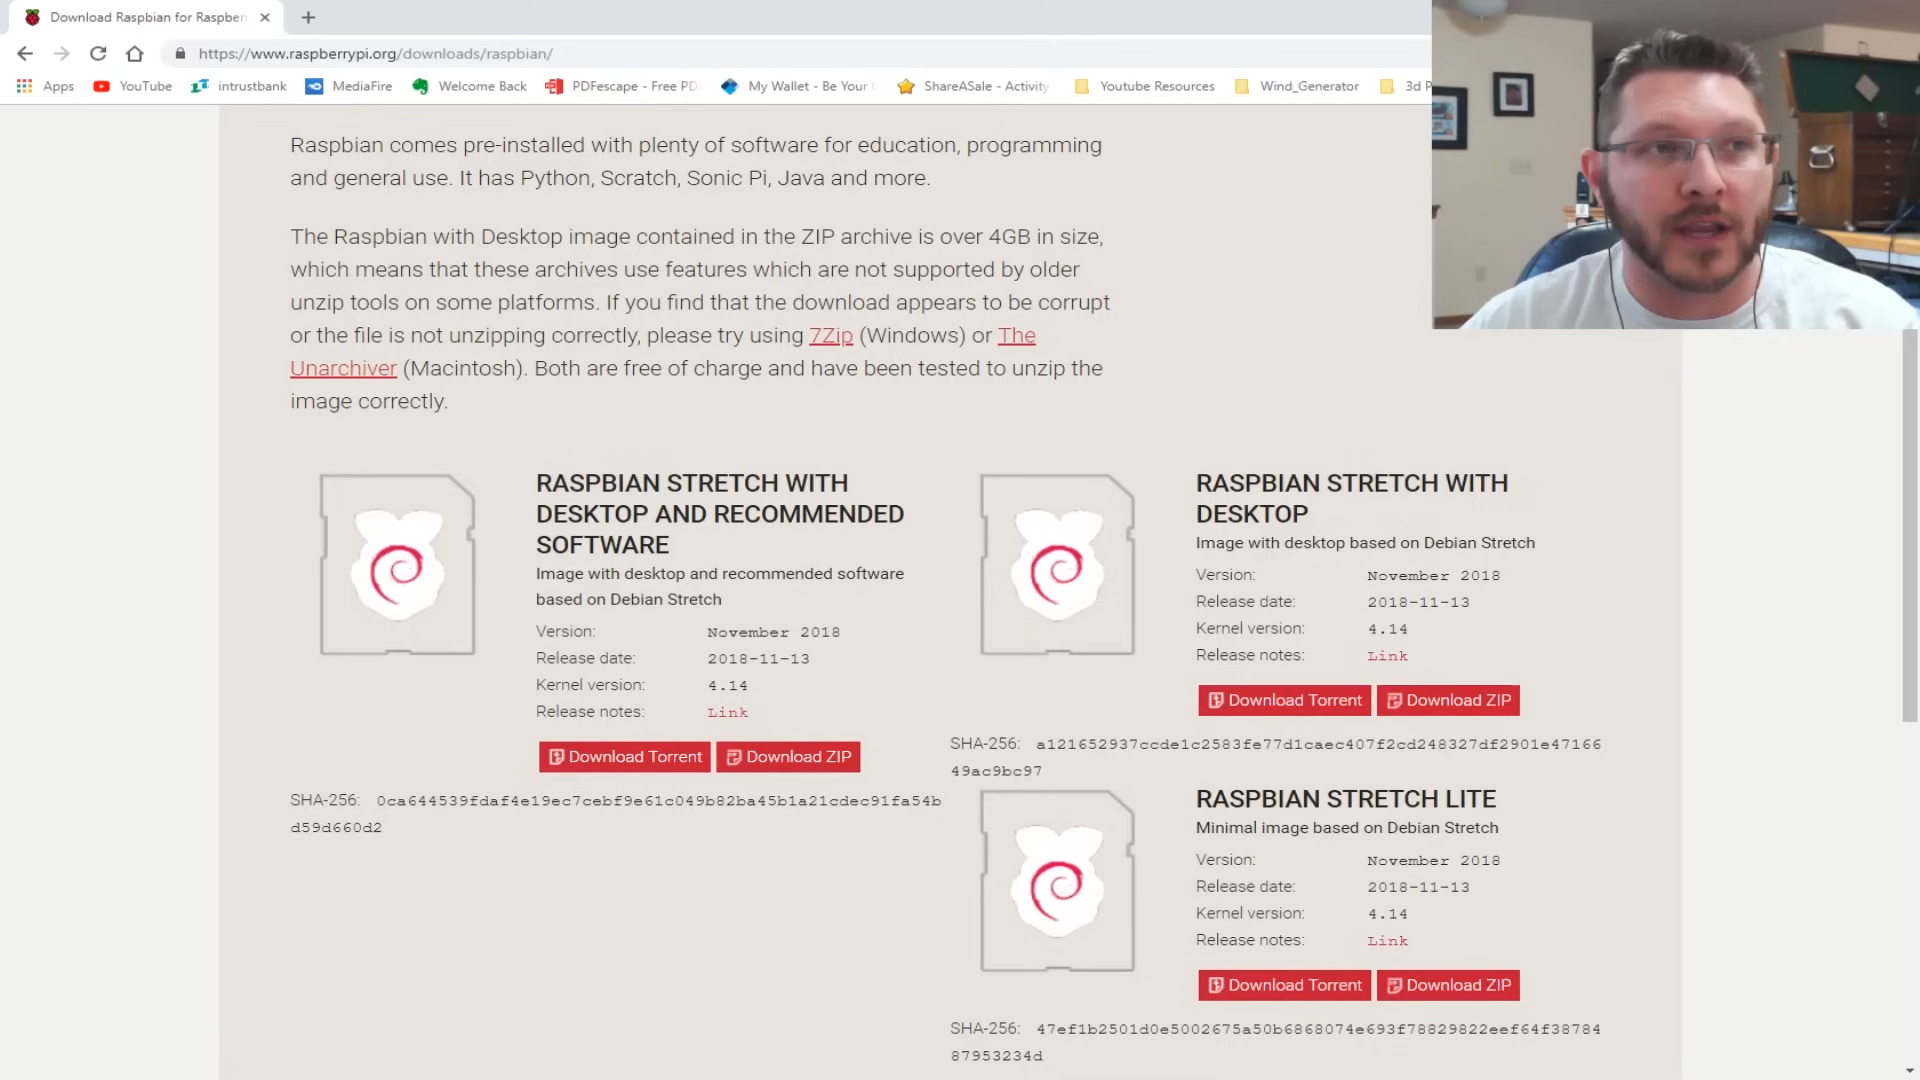 Download Raspbian for Raspber
https://www.raspberrypi.org/downloads/raspbian/
Apps
YouTube
intrustbank
MediaFire
Welcome Back
PDFescape - Free PD
My Wallet - Be Your
ShareASale - Activity
Youtube Resources
Wind_Generator
3d P
Raspbian comes pre-installed with plenty of software for education, programming
and general use. It has Python, Scratch, Sonic Pi, Java and more.
The Raspbian with Desktop image contained in the ZIP archive is over 4GB in size,
which means that these archives use features which are not supported by older
unzip tools on some platforms. If you find that the download appears to be corrupt
or the file is not unzipping correctly, please try using 7Zip (Windows) or The
Unarchiver (Macintosh). Both are free of charge and have been tested to unzip the
image correctly.
RASPBIAN STRETCH WITH
DESKTOP AND RECOMMENDED
SOFTWARE
Image with desktop and recommended software
based on Debian Stretch
Version: November 2018
Release date: 2018-11-13
Kernel version: 4.14
Release notes: Link
Download Torrent Download ZIP
SHA-256: 0ca644539fdaf4e19ec7cebf9e61c049b82ba45b1a21cdec91fa54b
d59d660d2
RASPBIAN STRETCH WITH
DESKTOP
Image with desktop based on Debian Stretch
Version: November 2018
Release date: 2018-11-13
Kernel version: 4.14
Release notes: Link
Download Torrent Download ZIP
SHA-256: a121652937ccde1c2583fe77d1caec407f2cd248327df2901e47166
49ac9bc97
RASPBIAN STRETCH LITE
Minimal image based on Debian Stretch
Version: November 2018
Release date: 2018-11-13
Kernel version: 4.14
Release notes: Link
Download Torrent Download ZIP
SHA-256: 47ef1b2501d0e5002675a50b6868074e693f78829822eef64f38784
87953234d